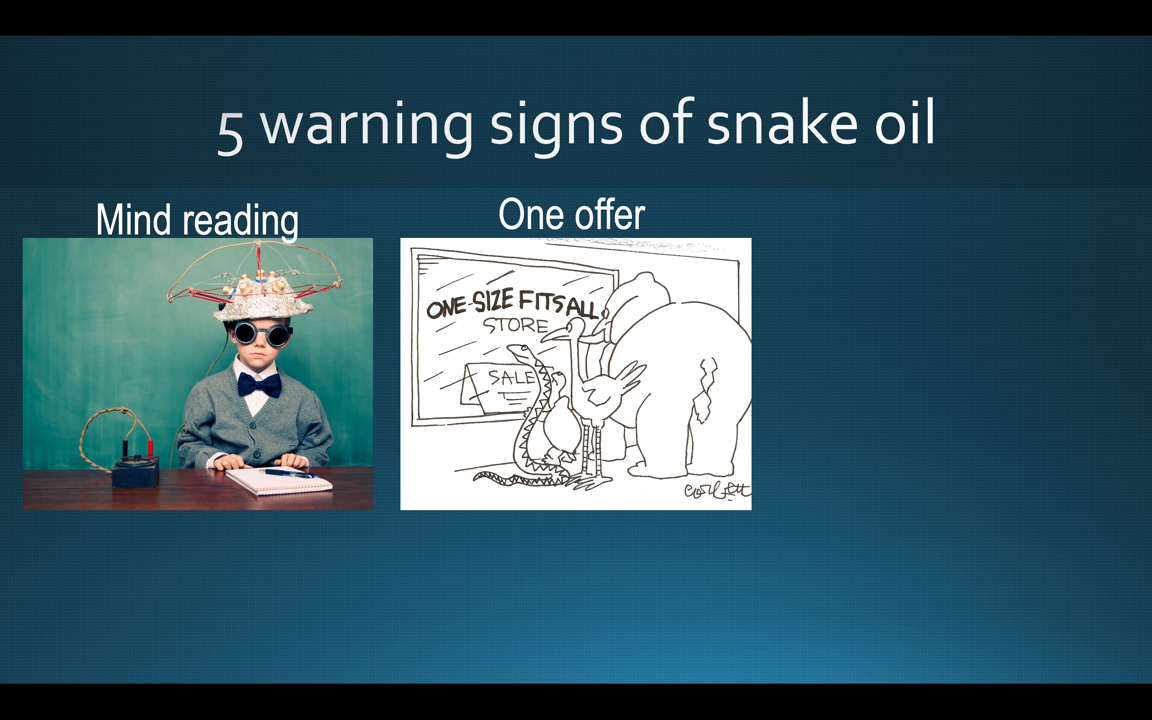 5 warning signs of snake oil
Mind reading
One offer
ONE-SIZE FITS ALL
STORE
SALE